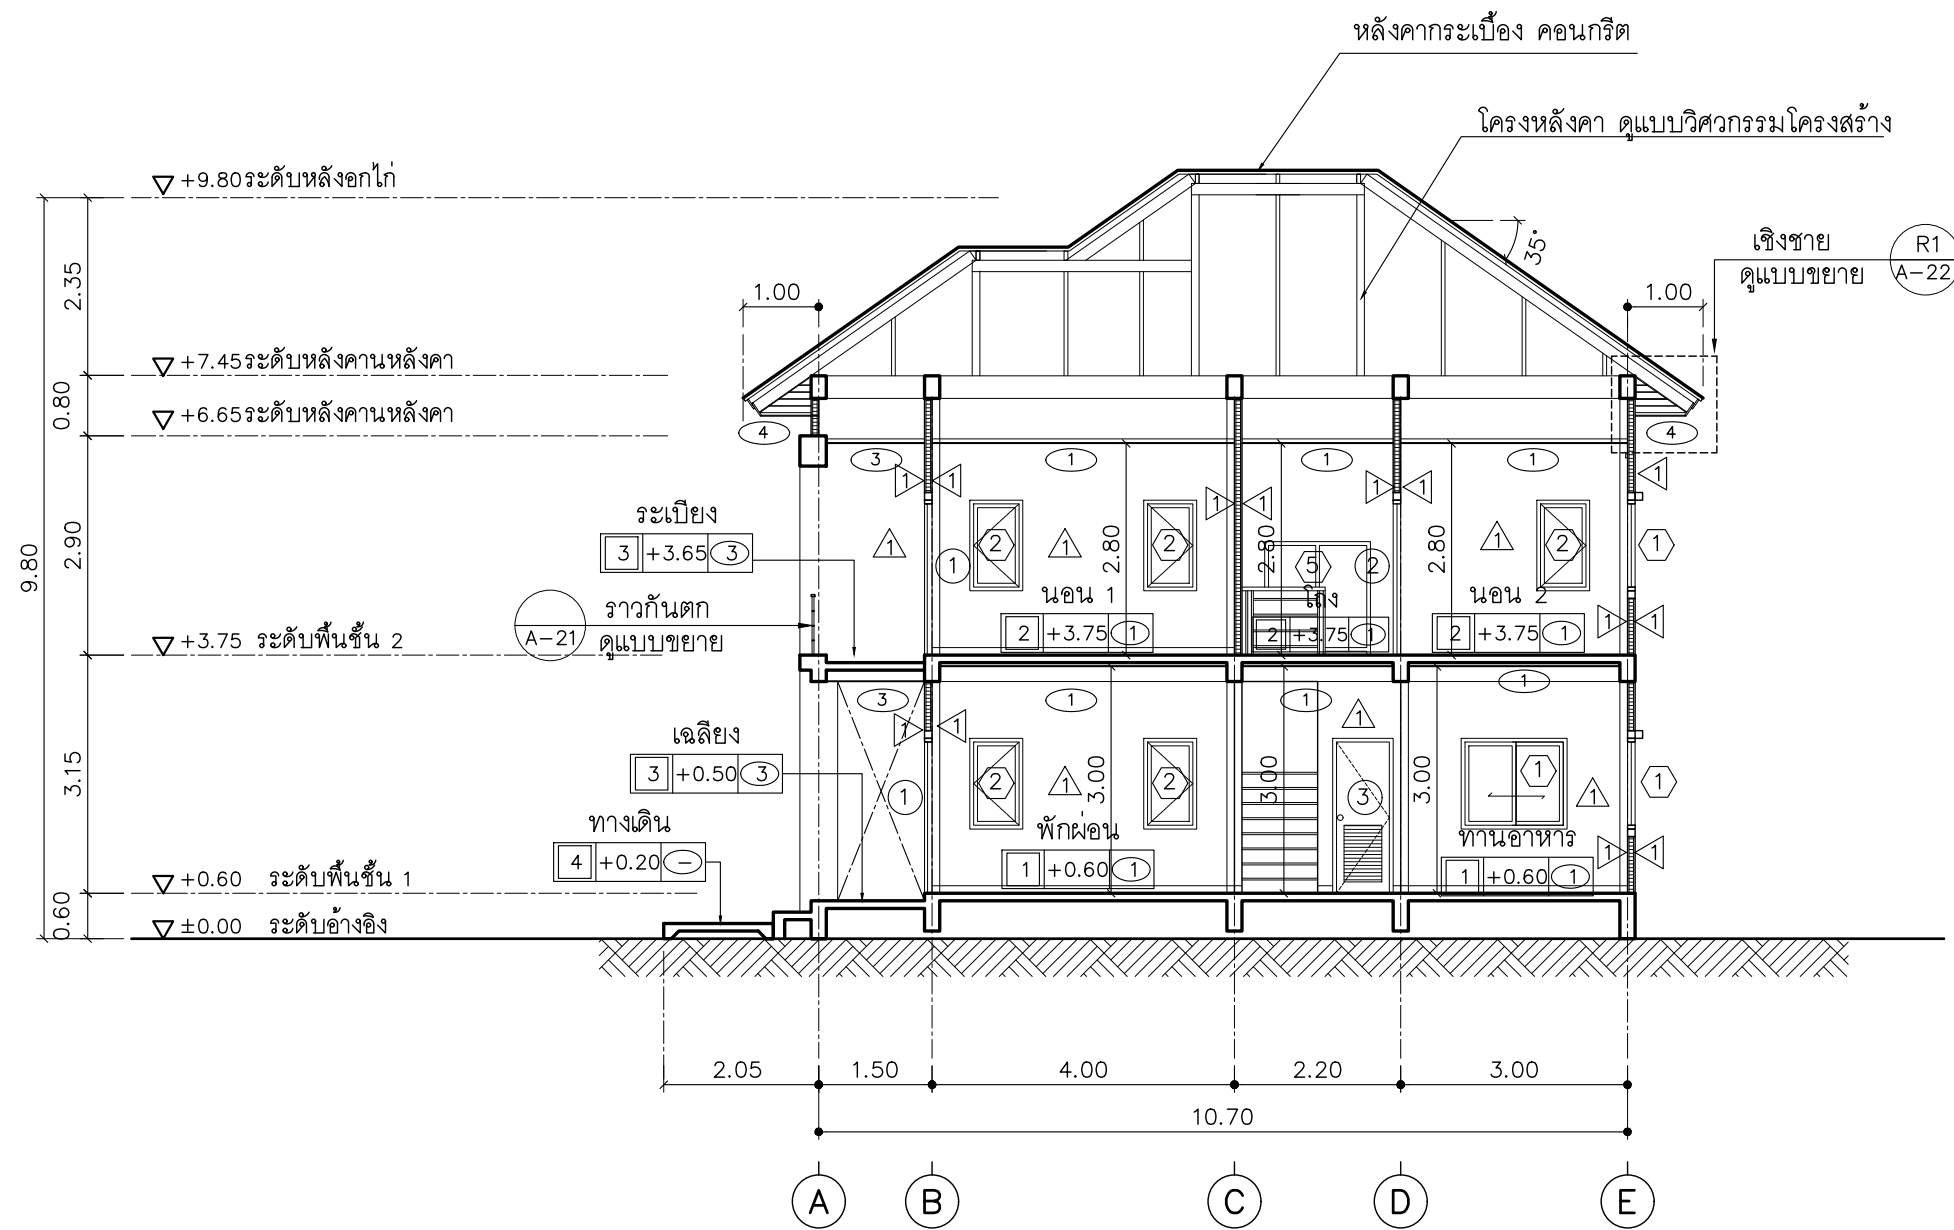 หลังคากระเบื้อง คอนกรีต
โครงหลังคา ดูแบบวิศวกรรมโครงสร้าง
+9.80ระดับหลังอกไก่
35°
เชิงชาย
ดูแบบขยาย
R1
A-22
2.35
1.00
1.00
+7.45ระดับหลังคานหลังคา
0.80
+6.65ระดับหลังคานหลังคา
4
4
3
1
1
1
1
1
1
1
1
1
1
1
ระเบียง
3 +3.65 3
2.90
9.80
1
2
1
2
2.80
2.80
2.80
1
2
1
1
5
2
นอน 1
โถง
นอน 2
2 +3.75 1
2 +3.75 1
2 +3.75 1
1
1
A-21
ราวกันตก
ดูแบบขยาย
+3.75 ระดับพื้นชั้น 2
3
1
1
1
1
1
1
เฉลียง
3 +0.50 3
3.15
1
2
1
2
3.00
3.00
3.00
3
1
1
1
ทางเดิน
4 +0.20 –
พักผ่อน
1 +0.60 1
ทานอาหาร
1 +0.60 1
1
1
+0.60 ระดับพื้นชั้น 1
0.60
±0.00 ระดับอ้างอิง
2.05
1.50
4.00
2.20
3.00
10.70
A
B
C
D
E